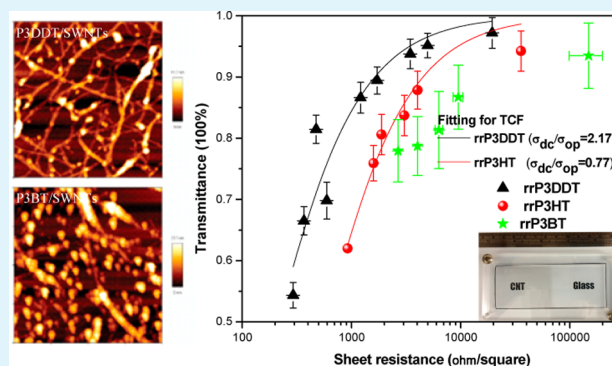 P3DDT/SWNTs
P3BT/SWNTs
Transmittance (100%)
1.0
0.9
0.8
0.7
0.6
0.5
100
1000
10000
100000
Sheet resistance (ohm/square)
Fitting for TCF
rrP3DDT (σdc/σop=2.17)
rrP3HT (σdc/σop=0.77)
rrP3DDT
rrP3HT
rrP3BT
CNT
Glass